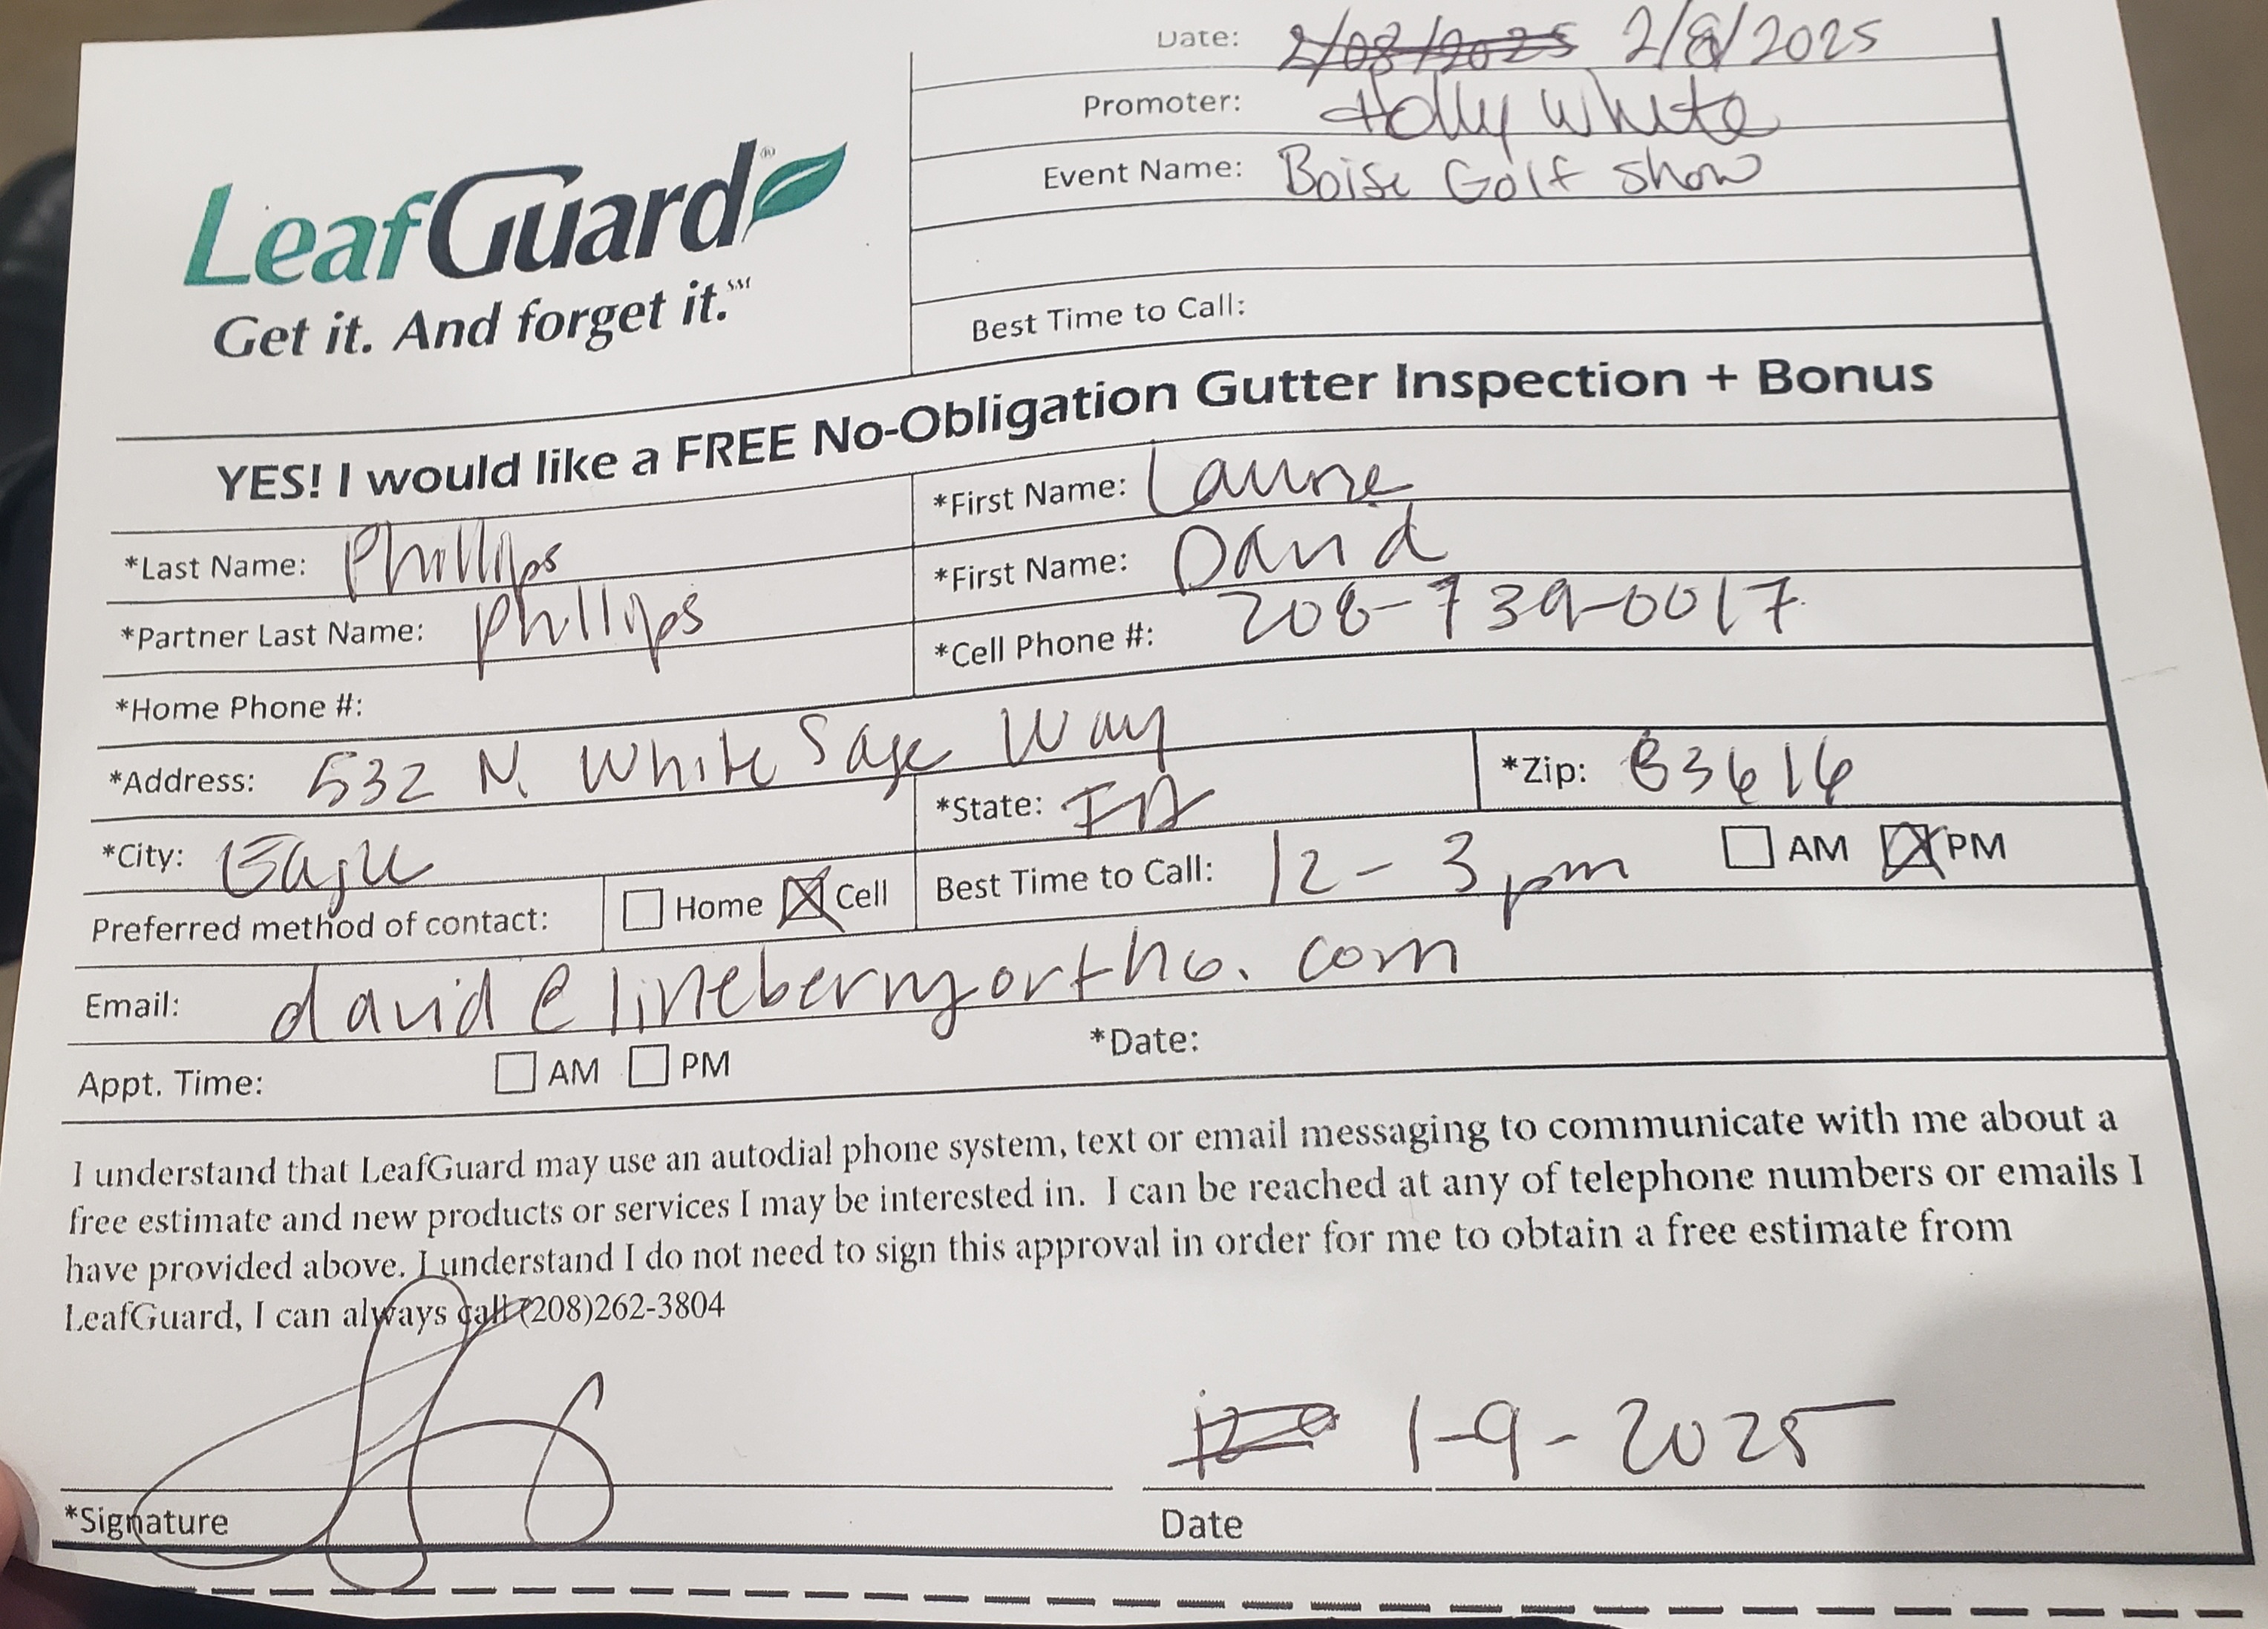 Date: 2/08/2025 2/8/2025
Promoter: Holly White
Event Name: Boise Golf Show
LeafGuard®
Get it. And forget it.℠
Best Time to Call:
YES! I would like a FREE No-Obligation Gutter Inspection + Bonus
*Last Name: Phillips *First Name: Laurie
*Partner Last Name: Phillips *First Name: David
*Home Phone #: *Cell Phone #: 208-739-0017
*Address: 532 N. White Sage Way
*City: Eagle *State: ID *Zip: 83616
Preferred method of contact: Home Cell Best Time to Call: 12-3pm AM PM
Email: david@lineberryortho.com
Appt. Time: AM PM *Date:
I understand that LeafGuard may use an autodial phone system, text or email messaging to communicate with me about a
free estimate and new products or services I may be interested in. I can be reached at any of telephone numbers or emails I
have provided above. I understand I do not need to sign this approval in order for me to obtain a free estimate from
LeafGuard, I can always call (208)262-3804
1-9-2025
*Signature Date